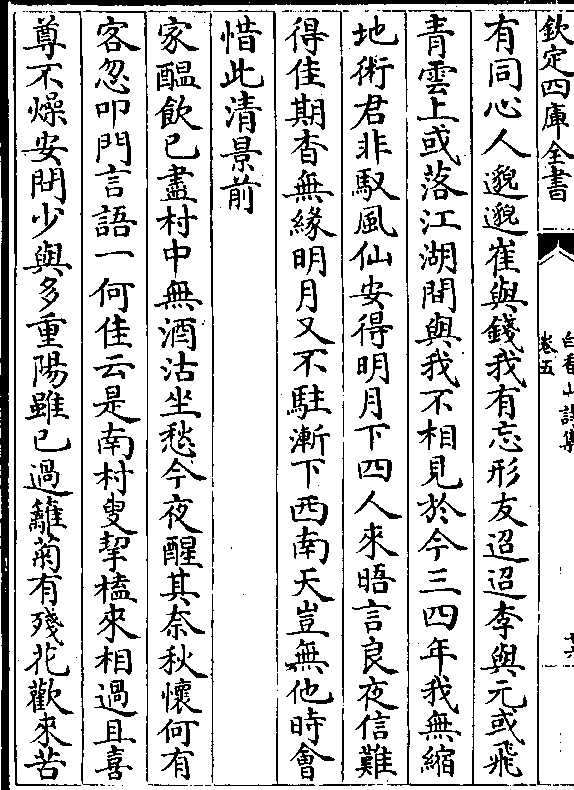 欽定四庫全書
白香山詩集
卷五
有同心人邈邈崔與錢我有忘形友迢迢李與元或飛
青雲上或落江湖間與我不相見於今三四年我無縮
地術君非馭風仙安得明月下四人來晤言良夜信難
得佳期杳無緣明月又不駐漸下西南天豈無他時會
惜此清景前
家醖飲已盡村中無酒沽坐愁今夜醒其奈秋懷何有
客忽叩門言語一何佳云是南村叟挈榼來相過且喜
尊不燥安問少與多重陽雖已過籬菊有殘花歡來苦